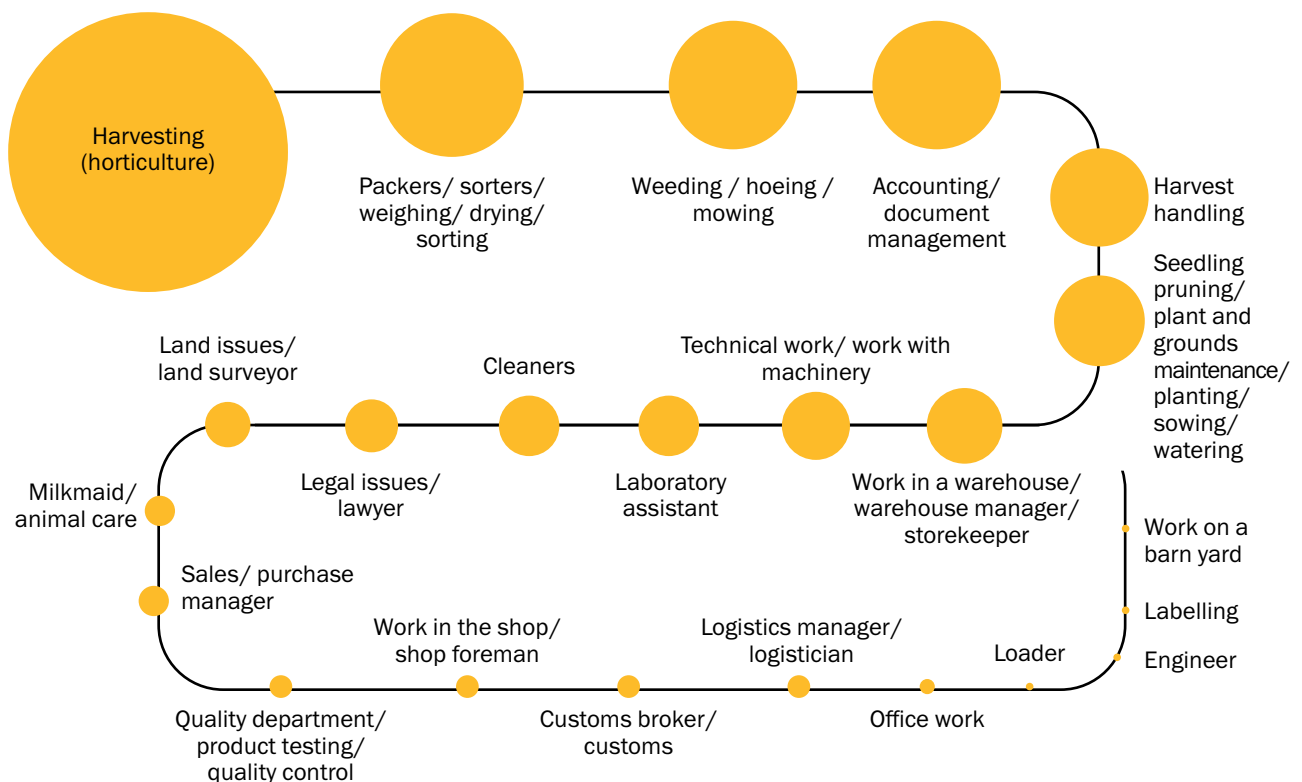 Harvesting
(horticulture)
Packers/ sorters/
weighing/ drying/
sorting
Weeding / hoeing /
mowing
Accounting/
document
management
Harvest
handling
Seedling
pruning/
plant and
grounds
maintenance/
planting/
sowing/
watering
Work in a warehouse/
warehouse manager/
storekeeper
Technical work/ work with
machinery
Laboratory
assistant
Cleaners
Legal issues/
lawyer
Land issues/
land surveyor
Milkmaid/
animal care
Sales/ purchase
manager
Quality department/
product testing/
quality control
Work in the shop/
shop foreman
Customs broker/
customs
Logistics manager/
logistician
Office work
Loader
Engineer
Labelling
Work on a
barn yard